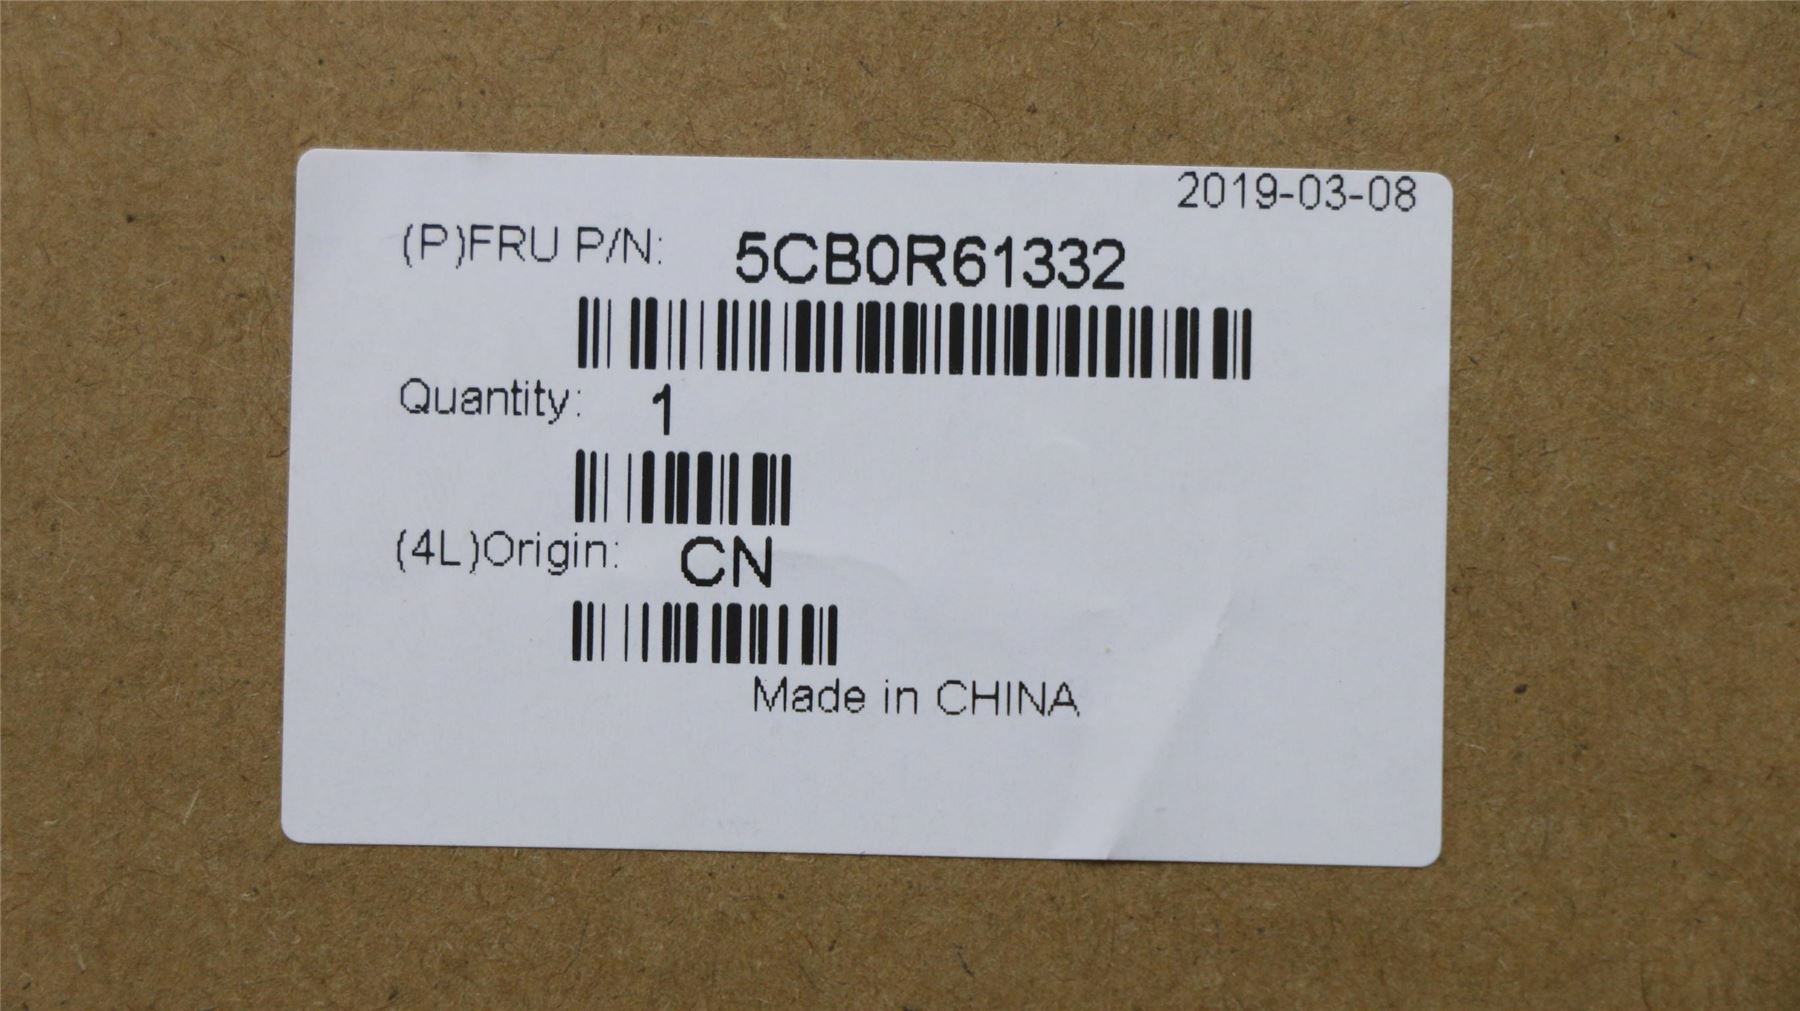 2019-03-08
(P)FRU P/N: 5CB0R61332
Quantity: 1
(4L)Origin: CN
Made in CHINA